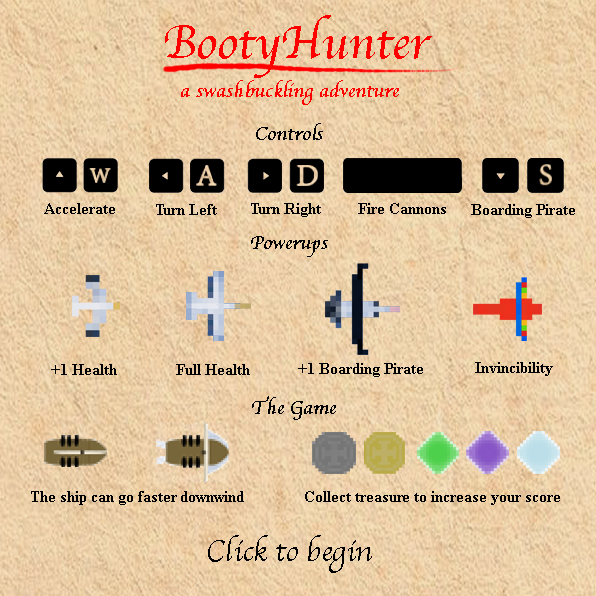 BootyHunter
a swashbuckling adventure
Controls
W A D S
Accelerate Turn Left Turn Right Fire Cannons Boarding Pirate
Powerups
+1 Health Full Health +1 Boarding Pirate Invincibility
The Game
The ship can go faster downwind Collect treasure to increase your score
Click to begin